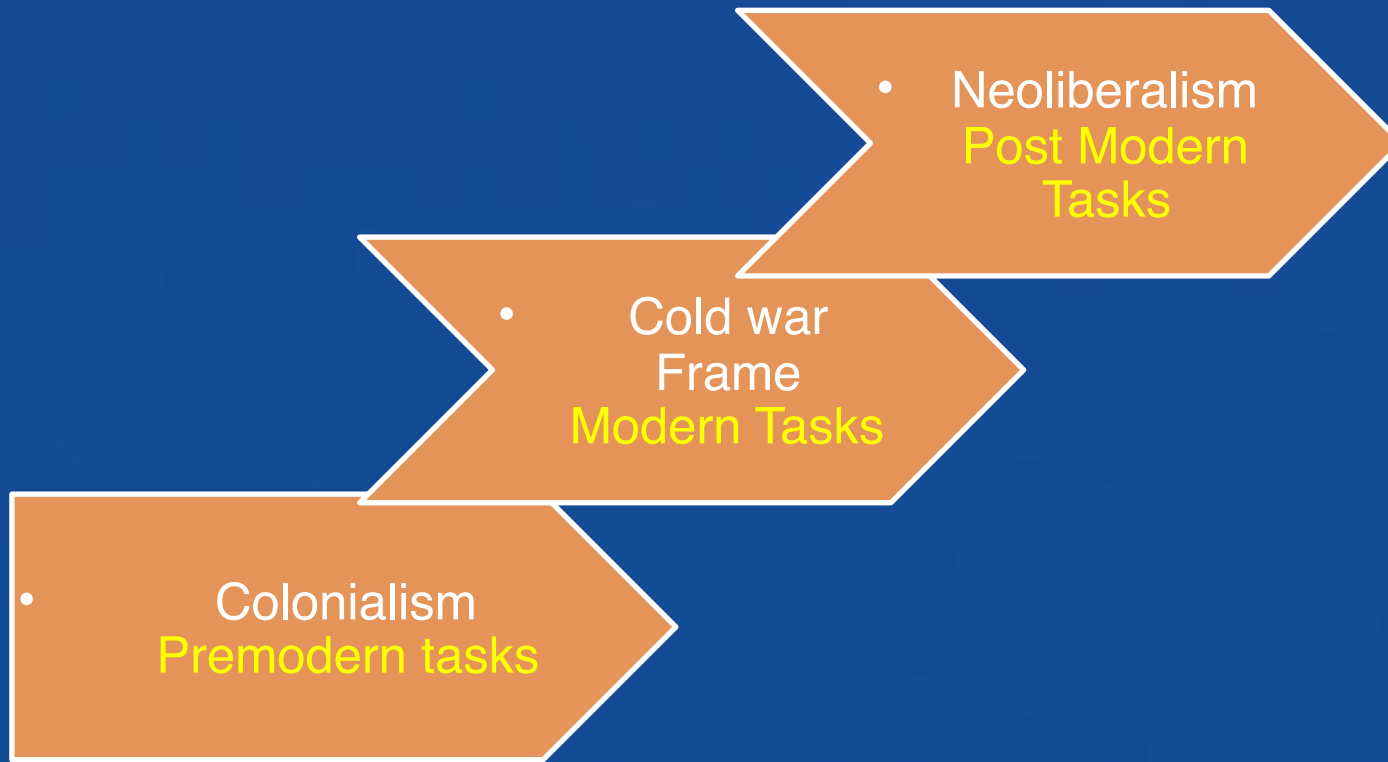 • Neoliberalism
Post Modern
Tasks
• Cold war
Frame
Modern Tasks
• Colonialism
Premodern tasks